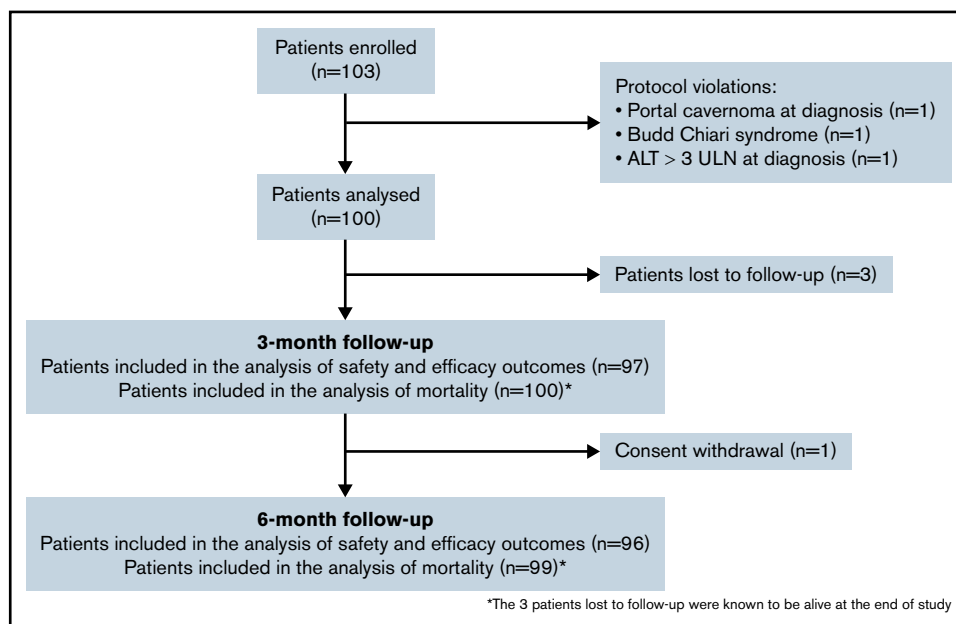 Patients enrolled
(n=103)
Protocol violations:
• Portal cavernoma at diagnosis (n=1)
• Budd Chiari syndrome (n=1)
• ALT > 3 ULN at diagnosis (n=1)
Patients analysed
(n=100)
Patients lost to follow-up (n=3)
3-month follow-up
Patients included in the analysis of safety and efficacy outcomes (n=97)
Patients included in the analysis of mortality (n=100)*
Consent withdrawal (n=1)
6-month follow-up
Patients included in the analysis of safety and efficacy outcomes (n=96)
Patients included in the analysis of mortality (n=99)*
*The 3 patients lost to follow-up were known to be alive at the end of study